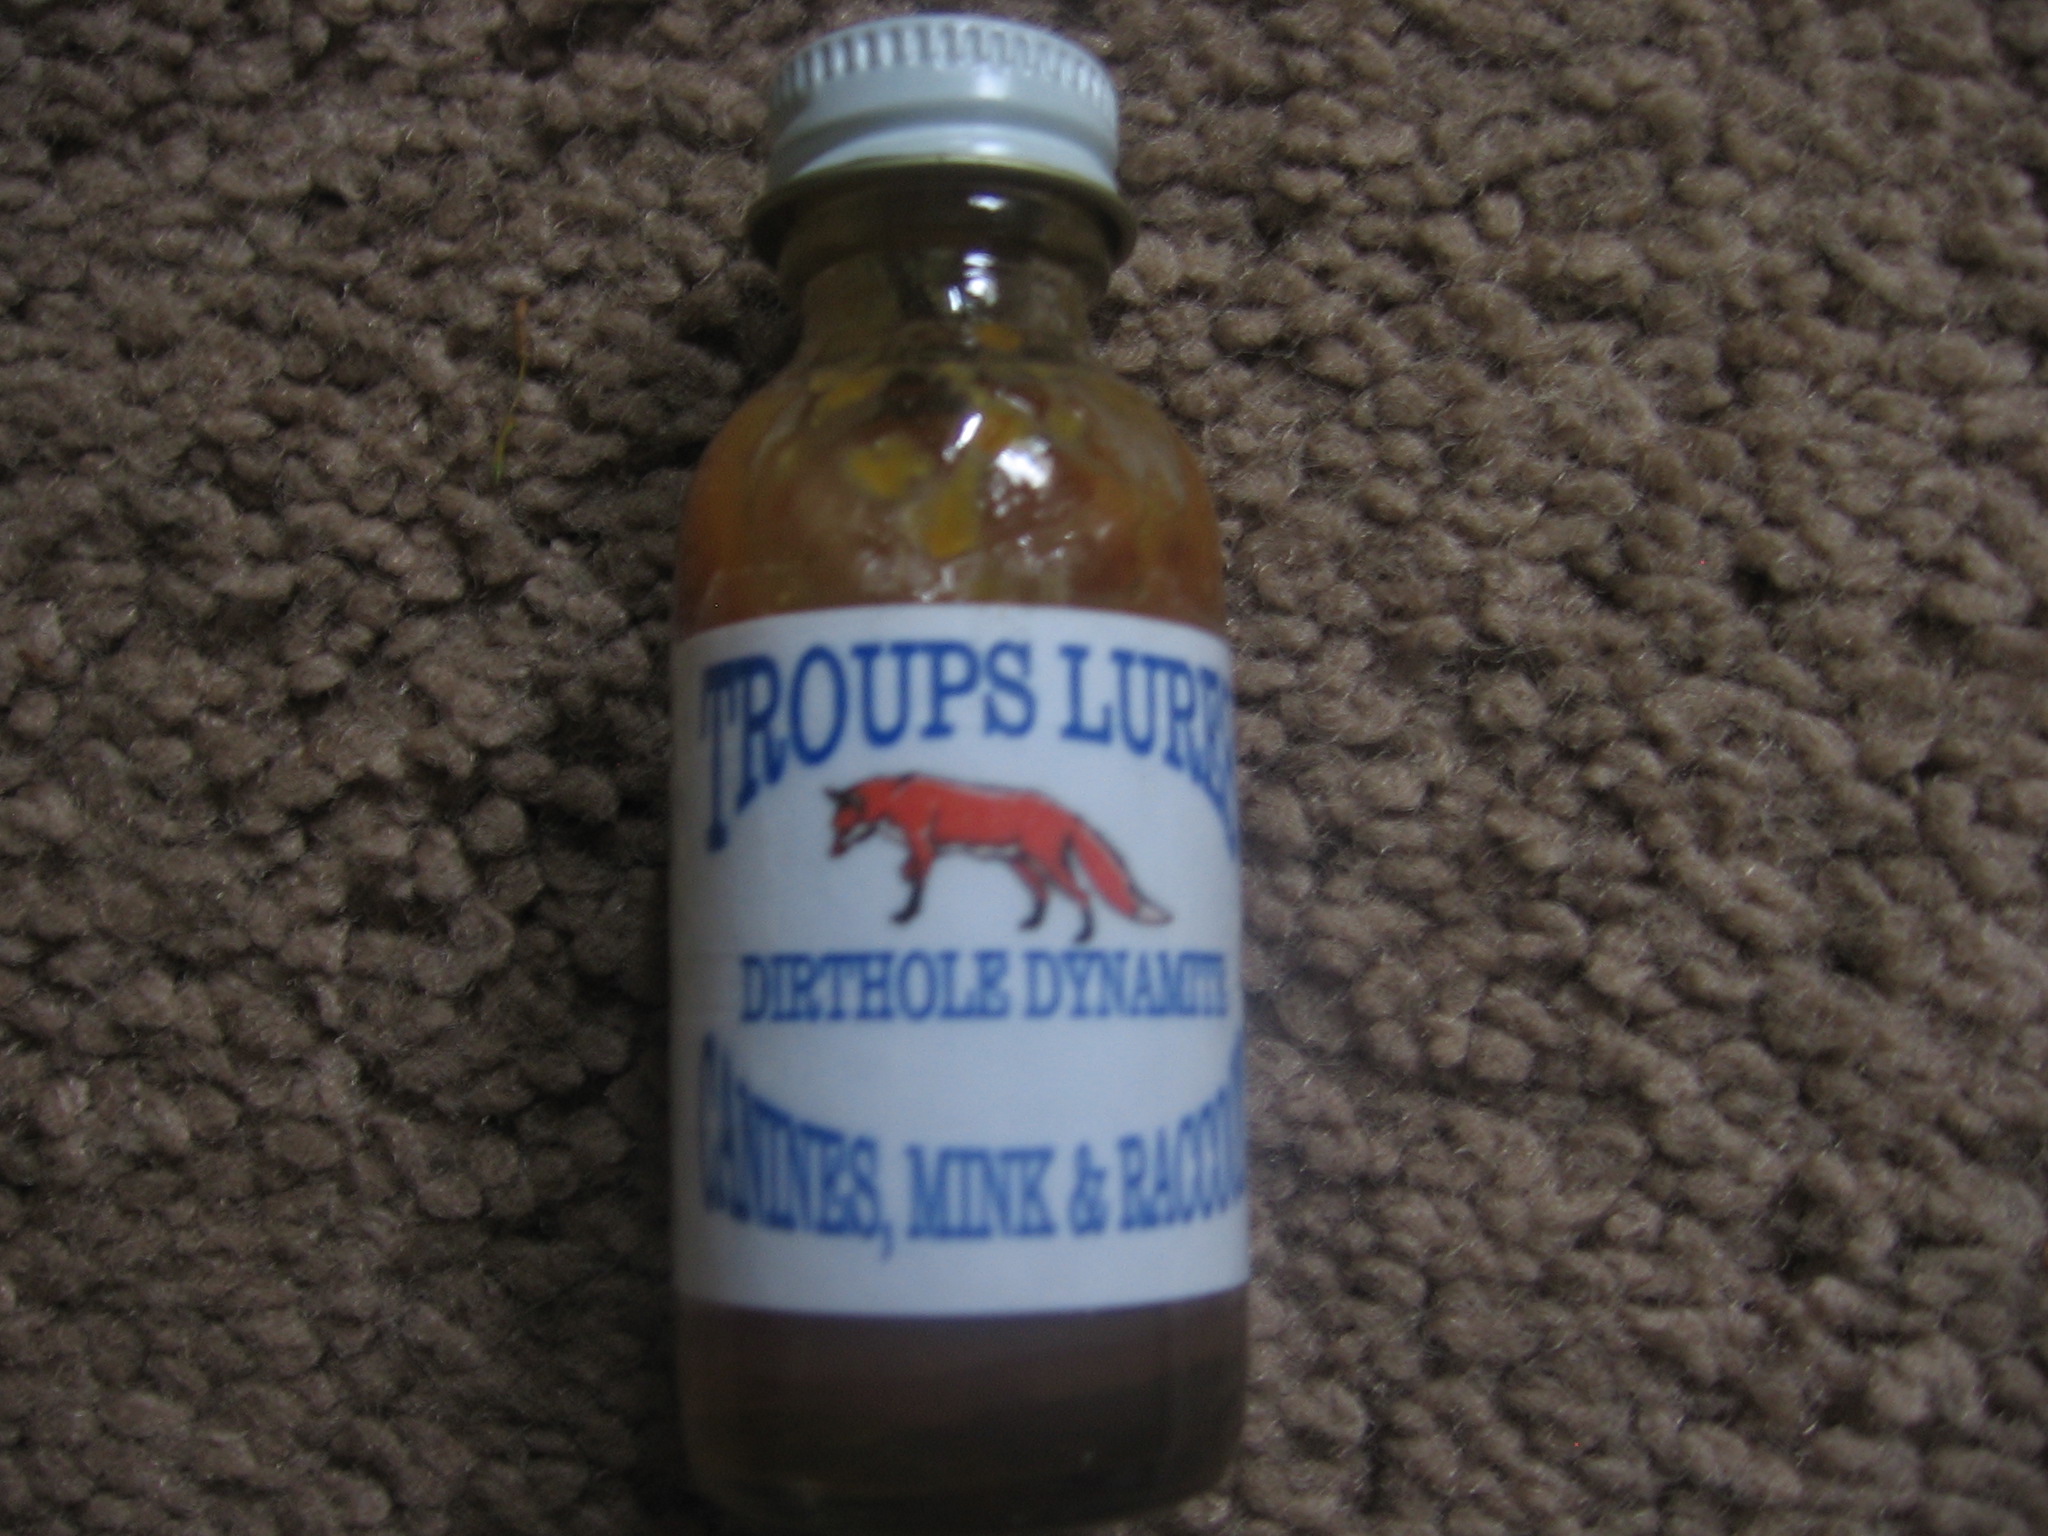 TROUPS LURES
DIRTHOLE DYNAMITE
CANINES, MINK & RACCOON